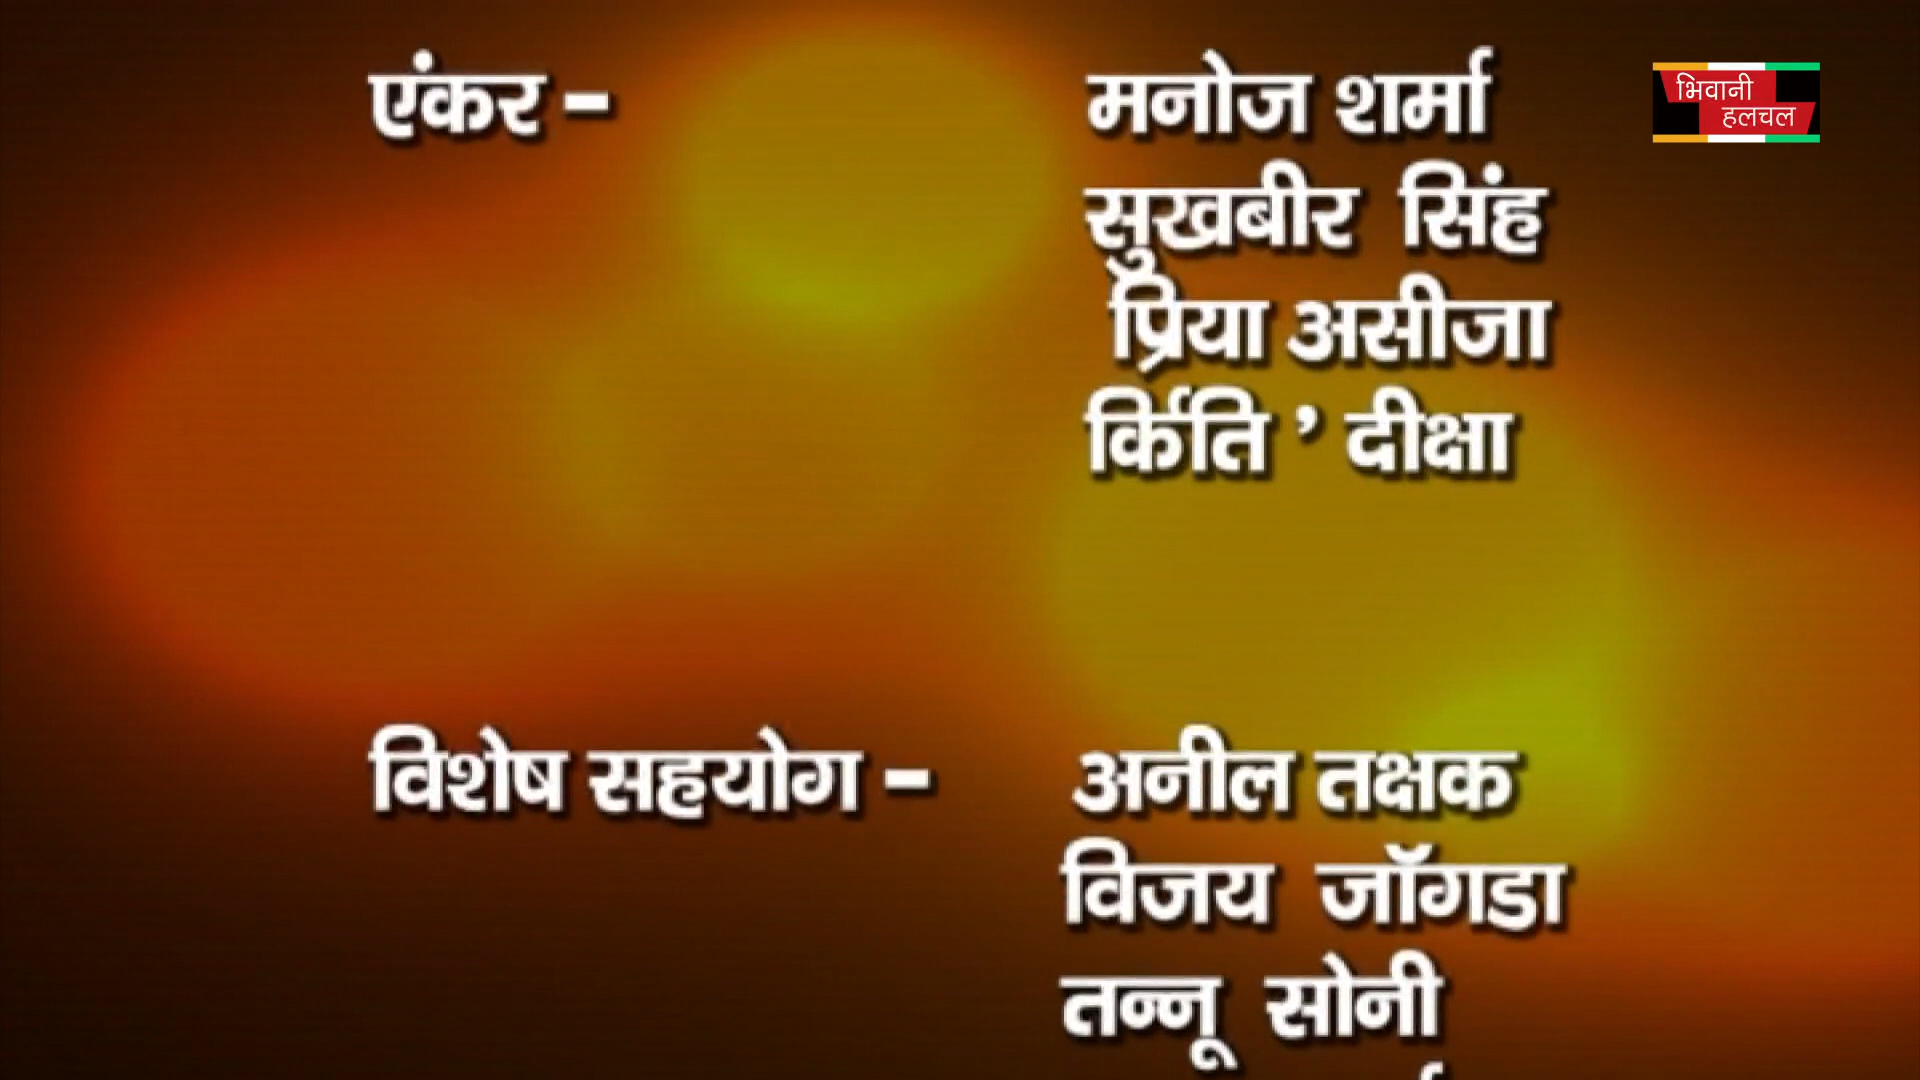 एंकर - मनोज शर्मा
सुखबीर सिंह
प्रिया असीजा
र्किति ' दीक्षा
विशेष सहयोग - अनील तक्षक
विजय जॉगडा
तन्नू सोनी
भिवानी
हलचल